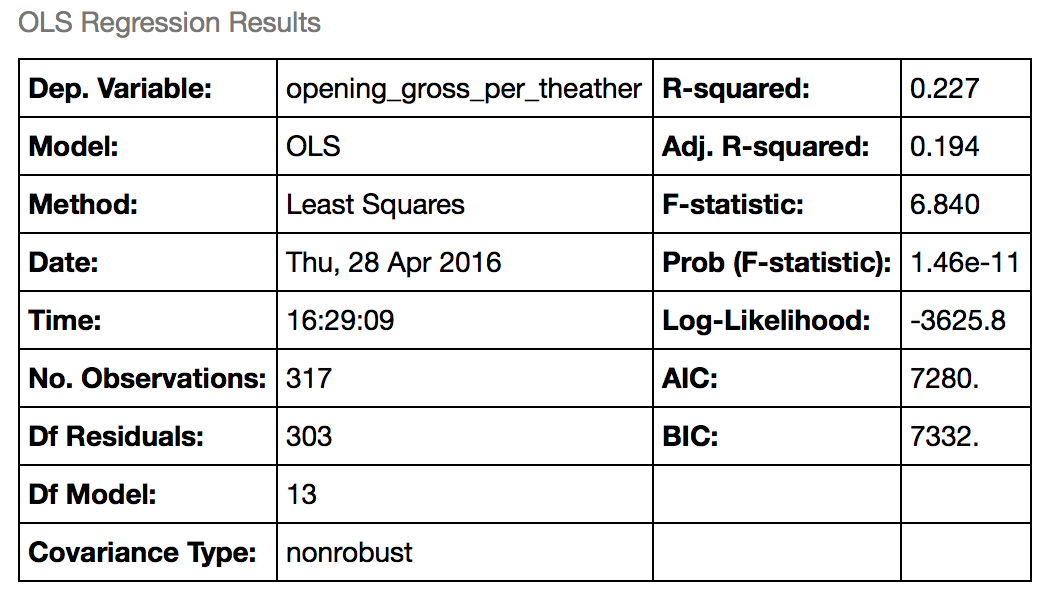 OLS Regression Results
Dep. Variable: opening_gross_per_theather R-squared: 0.227
Model: OLS Adj. R-squared: 0.194
Method: Least Squares F-statistic: 6.840
Date: Thu, 28 Apr 2016 Prob (F-statistic): 1.46e-11
Time: 16:29:09 Log-Likelihood: -3625.8
No. Observations: 317 AIC: 7280.
Df Residuals: 303 BIC: 7332.
Df Model: 13
Covariance Type: nonrobust